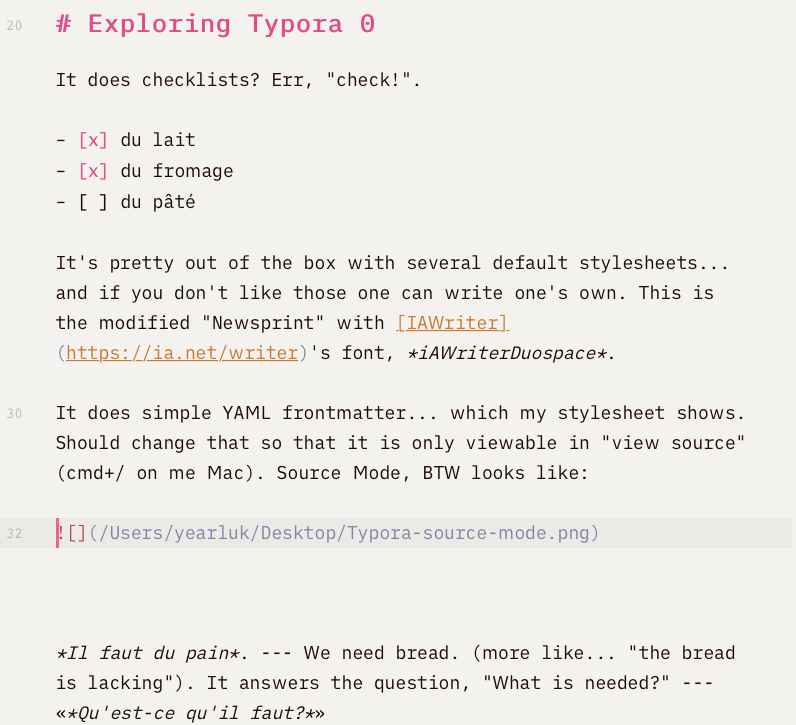 20 # Exploring Typora 0
It does checklists? Err, "check!".
- [x] du lait
- [x] du fromage
- [ ] du pâté
It's pretty out of the box with several default stylesheets...
and if you don't like those one can write one's own. This is
the modified "Newsprint" with [IAWriter]
(https://ia.net/writer)'s font, *iAWriterDuospace*.
30 It does simple YAML frontmatter... which my stylesheet shows.
Should change that so that it is only viewable in "view source"
(cmd+/ on me Mac). Source Mode, BTW looks like:
32 ![](/Users/yearluk/Desktop/Typora-source-mode.png)
*Il faut du pain*. --- We need bread. (more like... "the bread
is lacking"). It answers the question, "What is needed?" ---
«*Qu'est-ce qu'il faut?*»